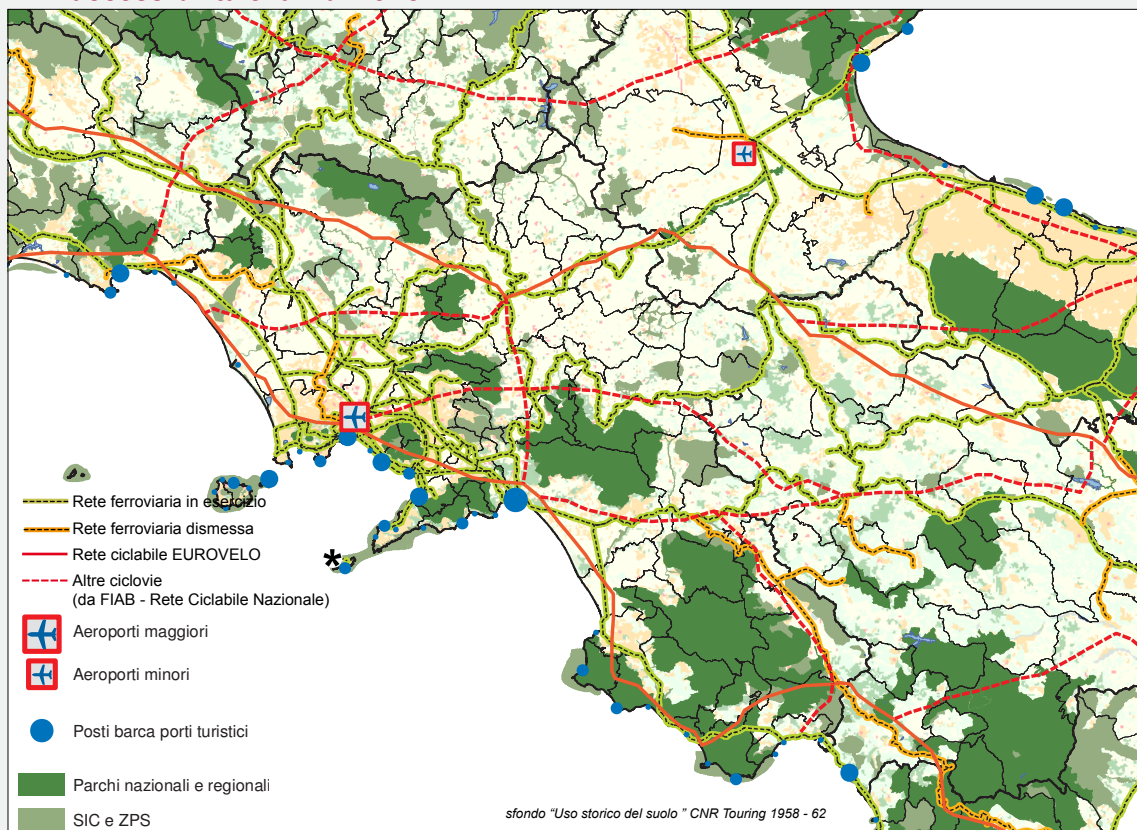 Rete ferroviaria in esercizio
Rete ferroviaria dismessa
Rete ciclabile EUROVELO
Altre ciclovie
(da FIAB - Rete Ciclabile Nazionale)
Aeroporti maggiori
Aeroporti minori
Posti barca porti turistici
Parchi nazionali e regionali
SIC e ZPS
*
sfondo "Uso storico del suolo " CNR Touring 1958 - 62